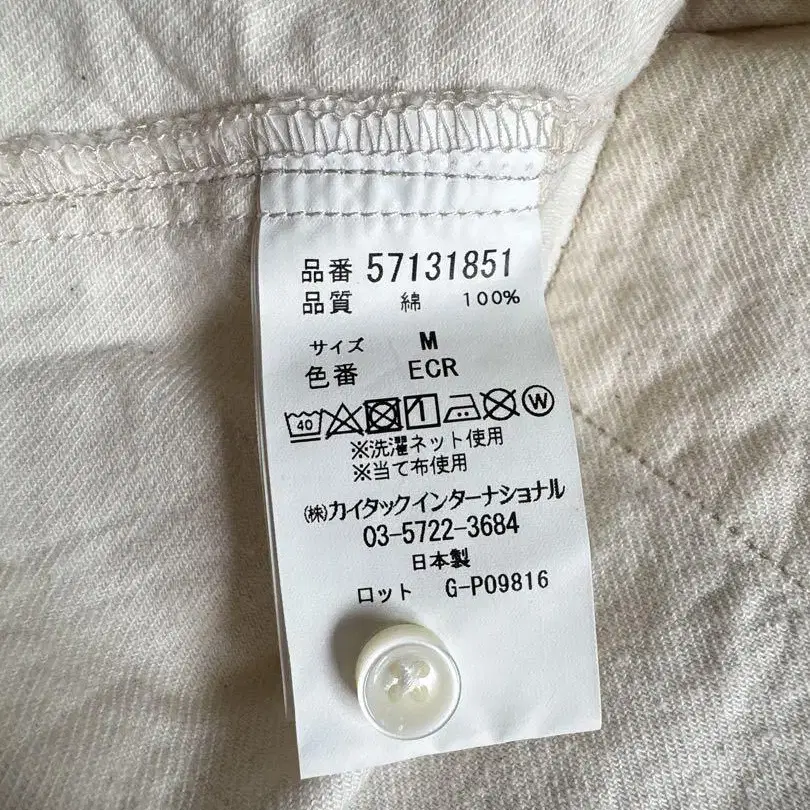 品番 57131851
品質 綿 100%
サイズ M
色番 ECR
40 W
※洗濯ネット使用
※当て布使用
㈱カイタックインターナショナル
03-5722-3684
日本製
ロット G-P09816